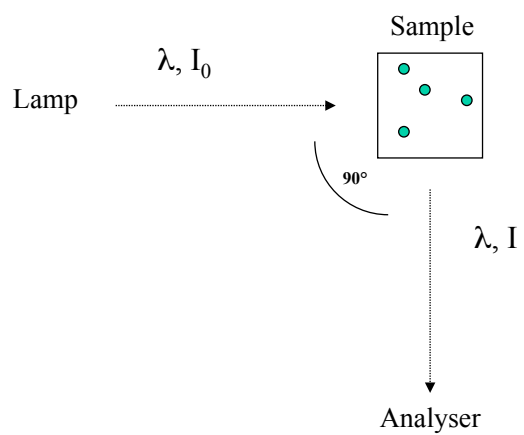 Sample
λ, I₀
Lamp
90°
λ, I
Analyser